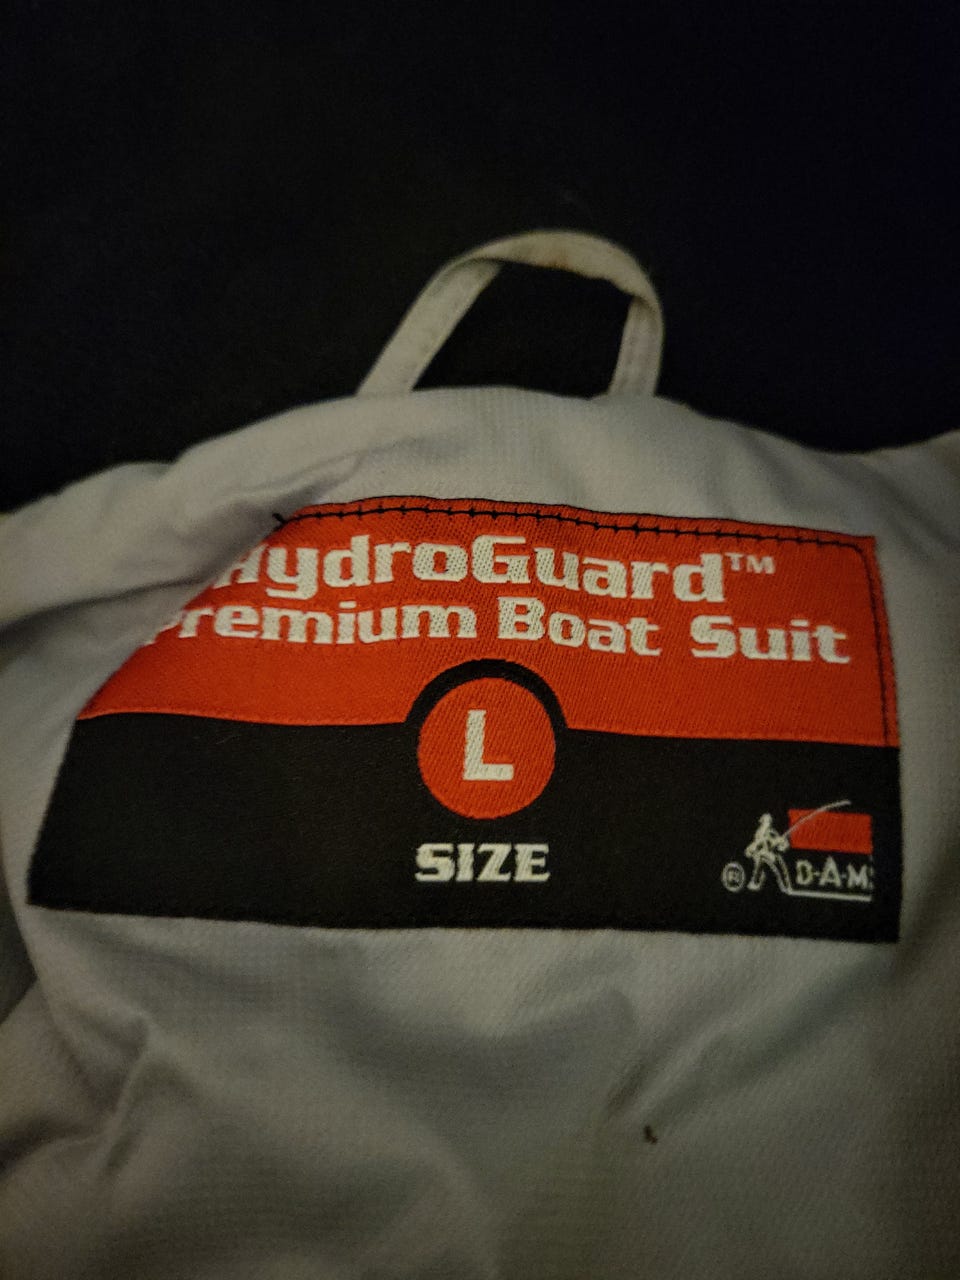 HydroGuard™
Premium Boat Suit
L
SIZE
® D·A·M